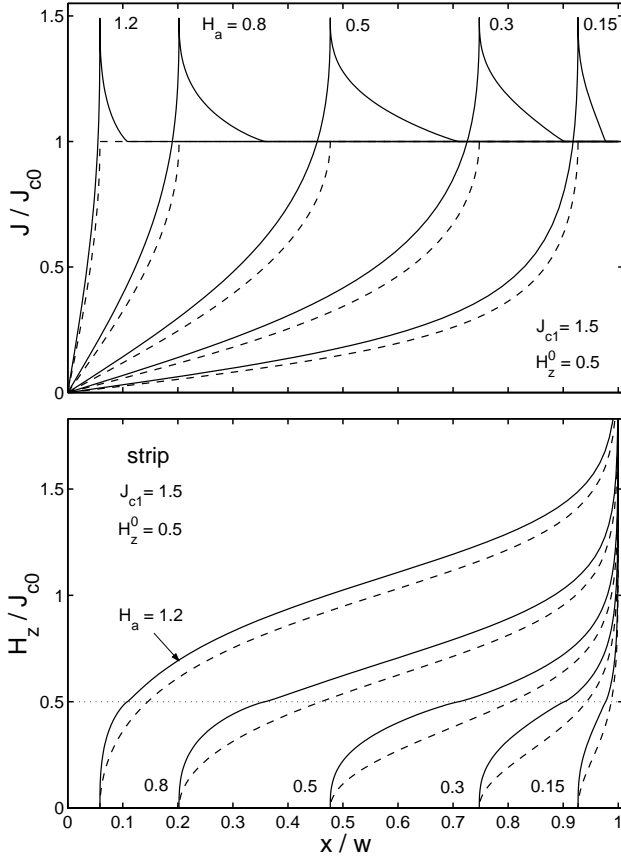 1.2
H_a = 0.8
0.5
0.3
0.15
1.5
1
0.5
0
J / J_c0
J_c1 = 1.5
H_z^0 = 0.5
strip
J_c1 = 1.5
H_z^0 = 0.5
H_a = 1.2
1.5
1
0.5
0
H_z / J_c0
0.8
0.5
0.3
0.15
0 0.1 0.2 0.3 0.4 0.5 0.6 0.7 0.8 0.9 1
x / w